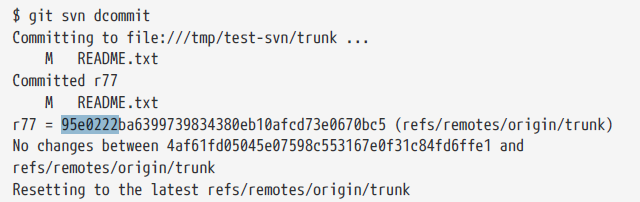 $ git svn dcommit
Committing to file:///tmp/test-svn/trunk ...
    M   README.txt
Committed r77
    M   README.txt
r77 = 95e0222ba6399739834380eb10afcd73e0670bc5 (refs/remotes/origin/trunk)
No changes between 4af61fd05045e07598c553167e0f31c84fd6ffe1 and
refs/remotes/origin/trunk
Resetting to the latest refs/remotes/origin/trunk